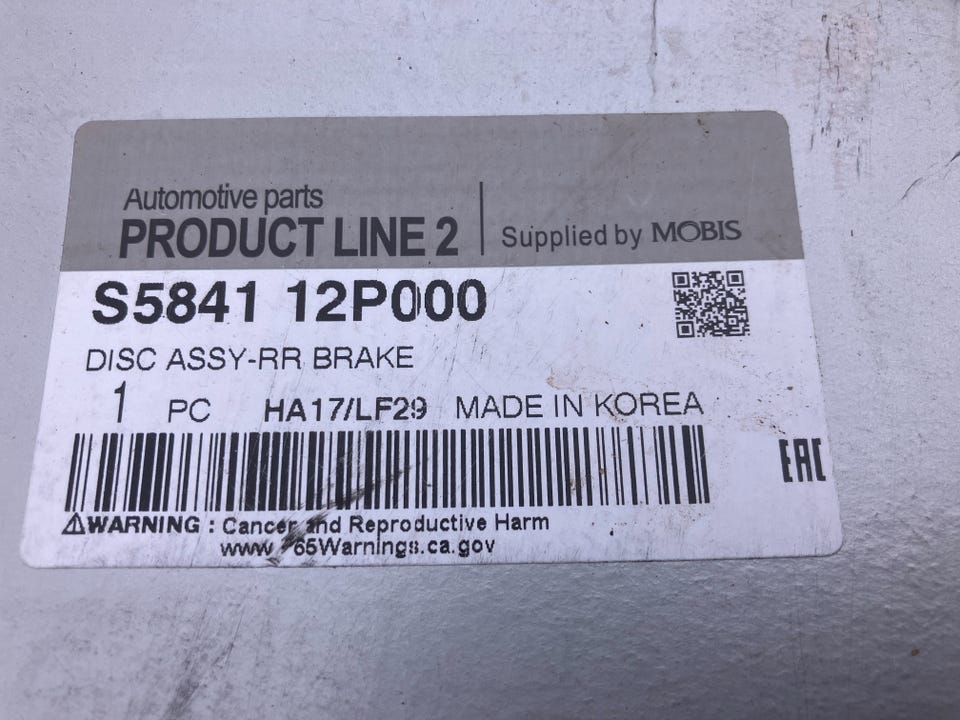 Automotive parts
PRODUCT LINE 2
Supplied by MOBIS
S5841 12P000
DISC ASSY-RR BRAKE
1 PC HA17/LF29 MADE IN KOREA
EAC
⚠WARNING : Cancer and Reproductive Harm
www.P65Warnings.ca.gov